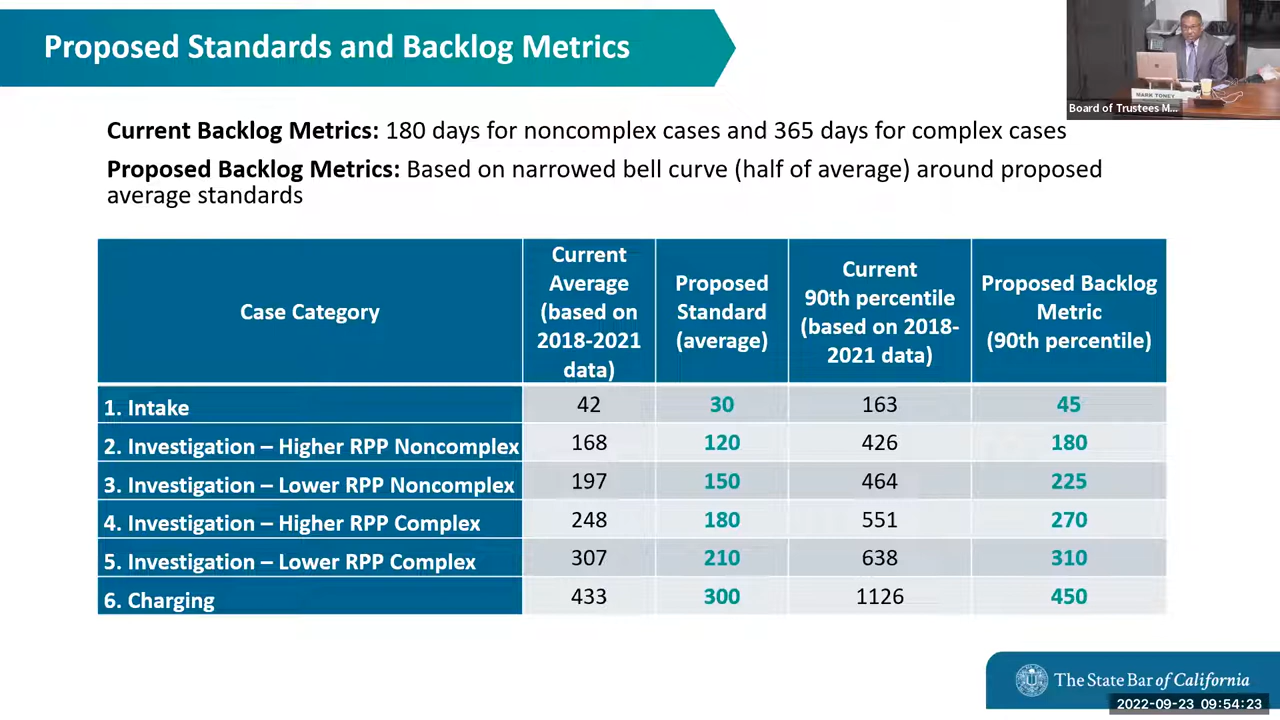 Proposed Standards and Backlog Metrics
MARK TONEY
Board of Trustees M...
Current Backlog Metrics: 180 days for noncomplex cases and 365 days for complex cases
Proposed Backlog Metrics: Based on narrowed bell curve (half of average) around proposed
average standards
Case Category
Current
Average
(based on
2018-2021
data)
Proposed
Standard
(average)
Current
90th percentile
(based on 2018-
2021 data)
Proposed Backlog
Metric
(90th percentile)
1. Intake 42 30 163 45
2. Investigation – Higher RPP Noncomplex 168 120 426 180
3. Investigation – Lower RPP Noncomplex 197 150 464 225
4. Investigation – Higher RPP Complex 248 180 551 270
5. Investigation – Lower RPP Complex 307 210 638 310
6. Charging 433 300 1126 450
The State Bar of California
2022-09-23 09:54:23